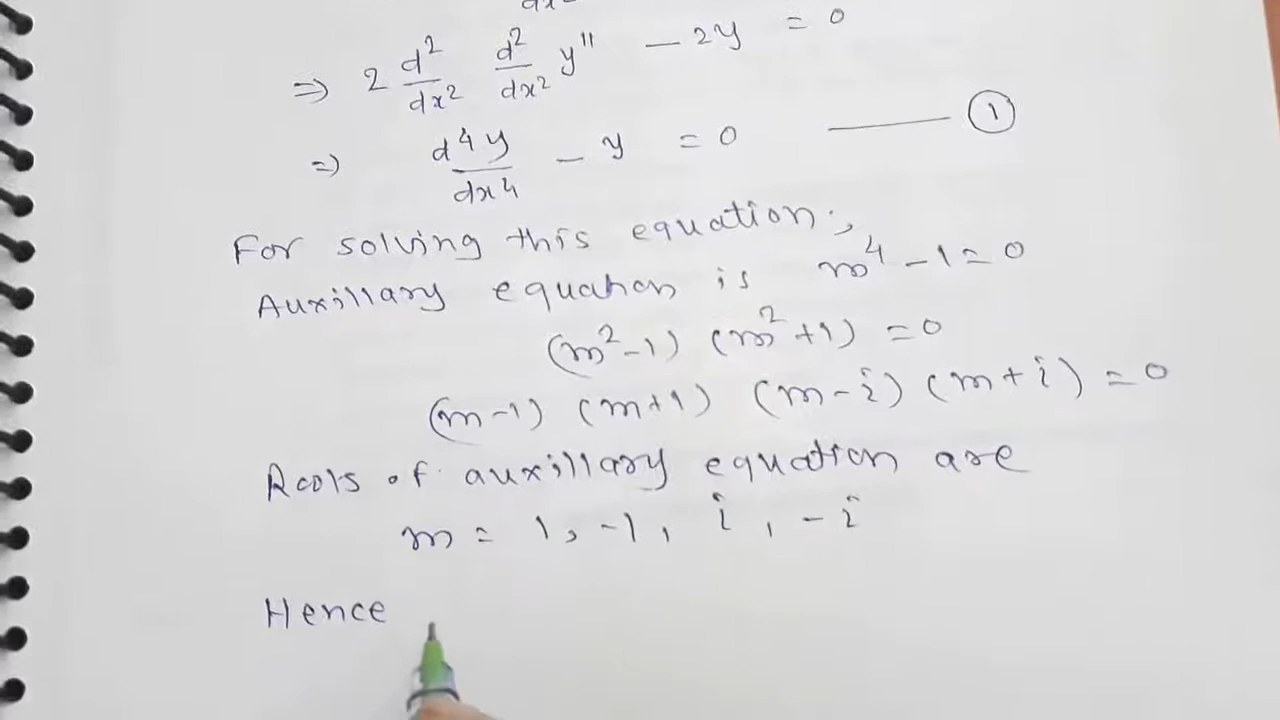 dx²
⇒ 2 d²/dx² d²/dx² y'' − 2y = 0
⇒ d⁴y/dx⁴ − y = 0 ——— ①
For solving this equation,
Auxillary equation is m⁴ − 1 = 0
(m² − 1) (m² + 1) = 0
(m − 1) (m + 1) (m − i) (m + i) = 0
Roots of auxillary equation are
m = 1, −1, i, −i
Hence